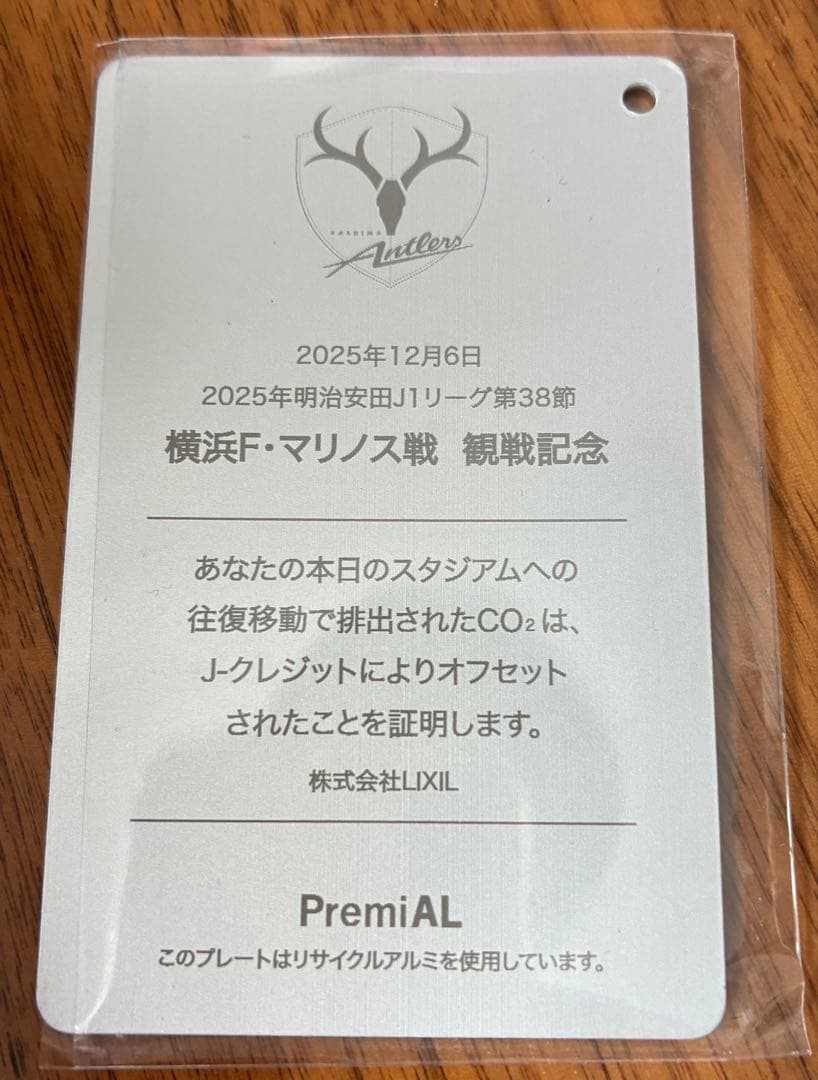 KASHIMA
Antlers
2025年12月6日
2025年明治安田J1リーグ第38節
横浜F・マリノス戦 観戦記念
あなたの本日のスタジアムへの
往復移動で排出されたCO₂は、
J-クレジットによりオフセット
されたことを証明します。
株式会社LIXIL
PremiAL
このプレートはリサイクルアルミを使用しています。